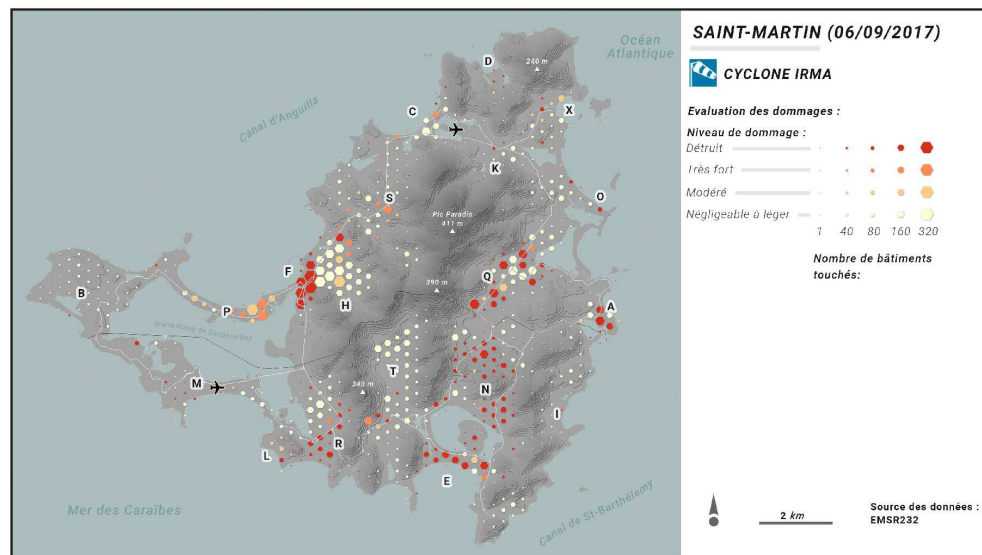 SAINT-MARTIN (06/09/2017)
CYCLONE IRMA
Evaluation des dommages :
Niveau de dommage :
Détruit
Très fort
Modéré
Négligeable à léger
1 40 80 160 320
Nombre de bâtiments
touchés:
2 km
Source des données :
EMSR232
Océan
Atlantique
Canal d'Anguilla
D
240 m
C
X
K
S
O
Pic Paradis
411 m
F
Q
H
390 m
B
P
A
Grand étang de Simpson bay
T
M
340 m
N
I
R
L
E
Mer des Caraïbes
Canal de St-Barthélemy